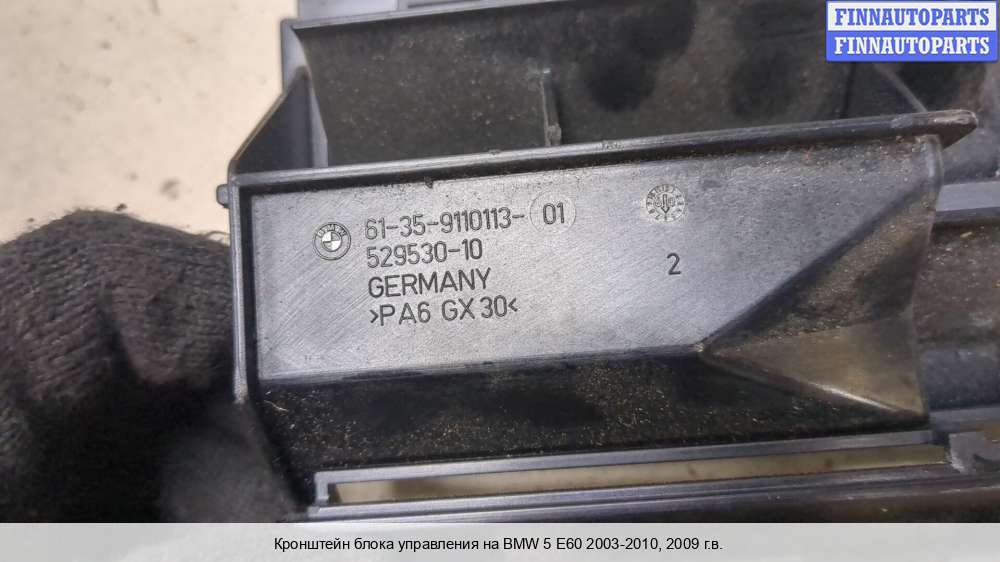 FINNAUTOPARTS
FINNAUTOPARTS
61-35-9110113- 01
529530-10
GERMANY
>PA6 GX30<
2
Кронштейн блока управления на BMW 5 E60 2003-2010, 2009 г.в.